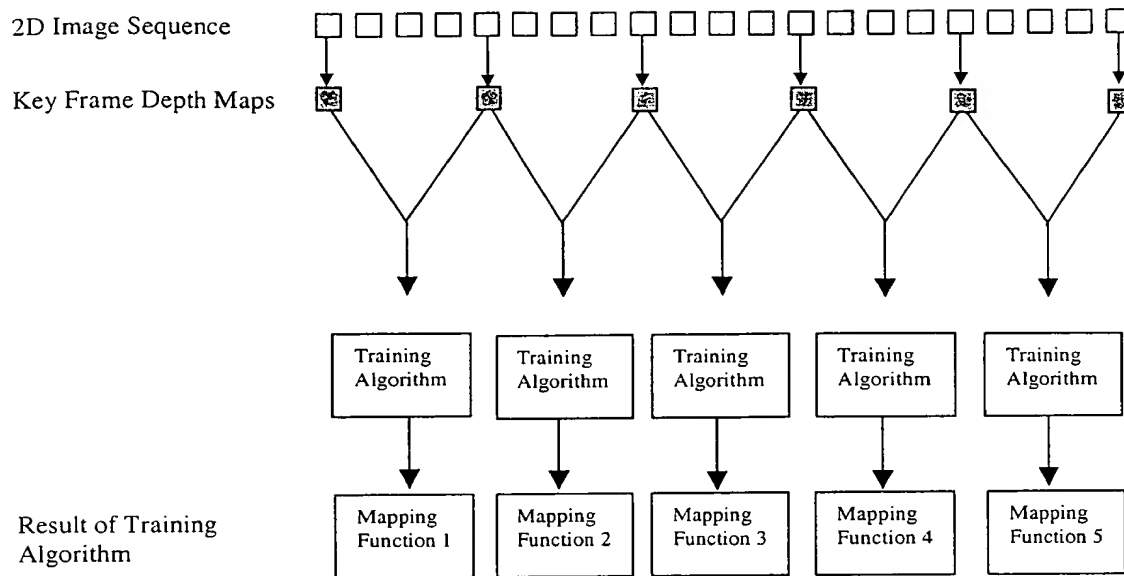 2D Image Sequence
Key Frame Depth Maps
Training
Algorithm
Training
Algorithm
Training
Algorithm
Training
Algorithm
Training
Algorithm
Result of Training
Algorithm
Mapping
Function 1
Mapping
Function 2
Mapping
Function 3
Mapping
Function 4
Mapping
Function 5